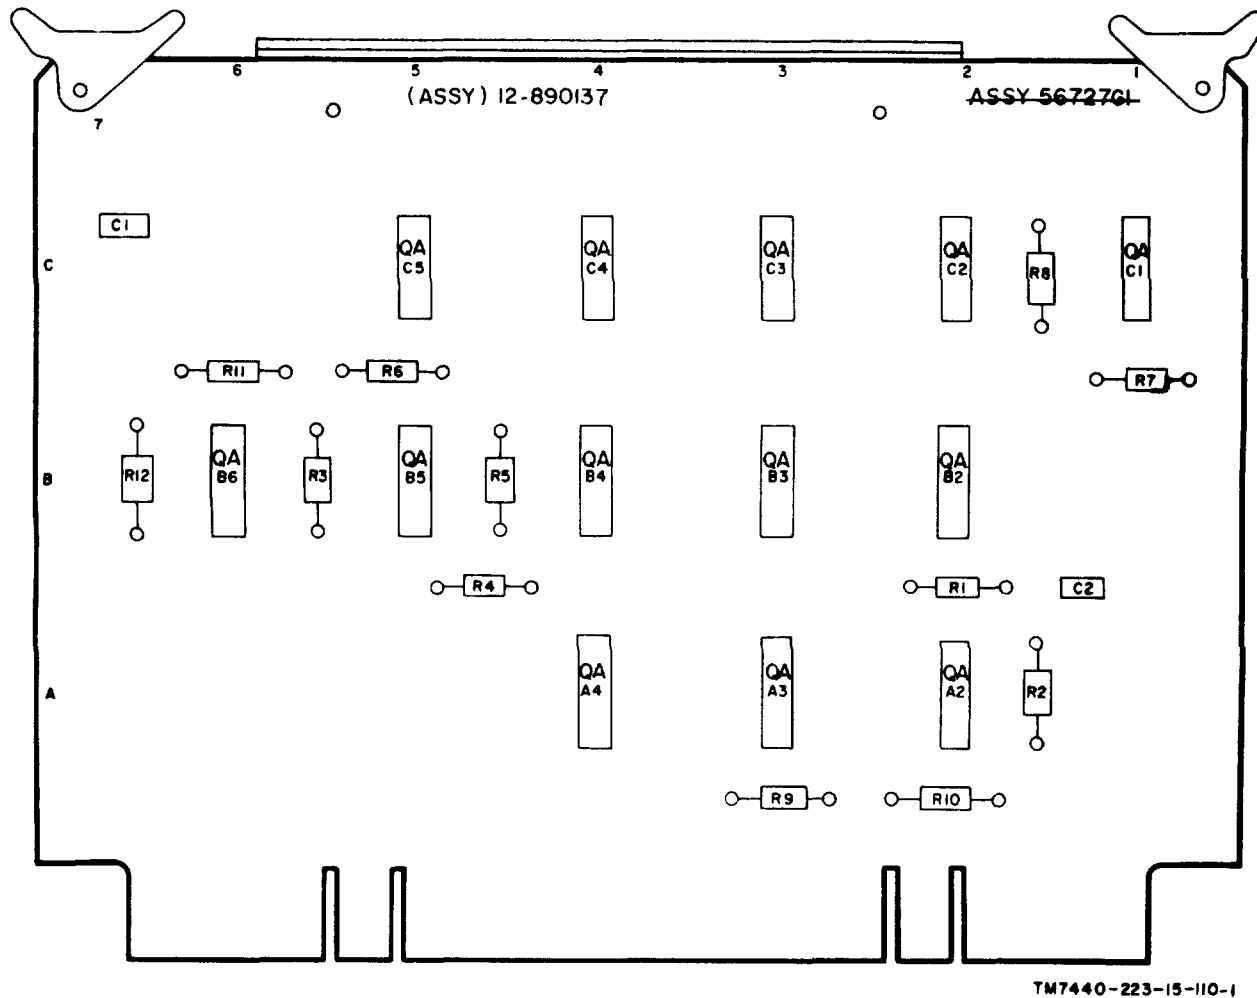 6 5 4 3 2 1
(ASSY) 12-890137 ASSY 567276I
7
C1
C QA C5 QA C4 QA C3 QA C2 R8 QA C1
R11 R6 R7
B R12 QA B6 R3 QA B5 R5 QA B4 QA B3 QA B2
R4 R1 C2
A QA A4 QA A3 QA A2 R2
R9 R10
TM7440-223-15-110-1